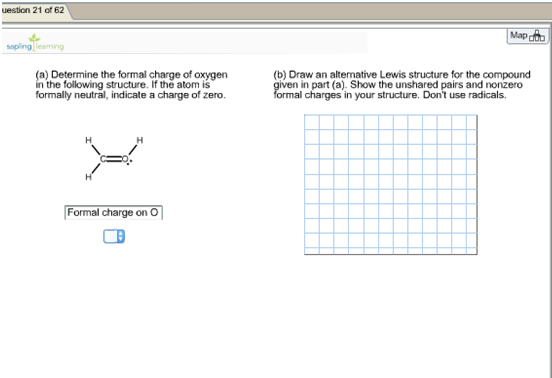 uestion 21 of 62
Map
sapling learning
(a) Determine the formal charge of oxygen
in the following structure. If the atom is
formally neutral, indicate a charge of zero.
(b) Draw an alternative Lewis structure for the compound
given in part (a). Show the unshared pairs and nonzero
formal charges in your structure. Don't use radicals.
H H
C O:
H
Formal charge on O